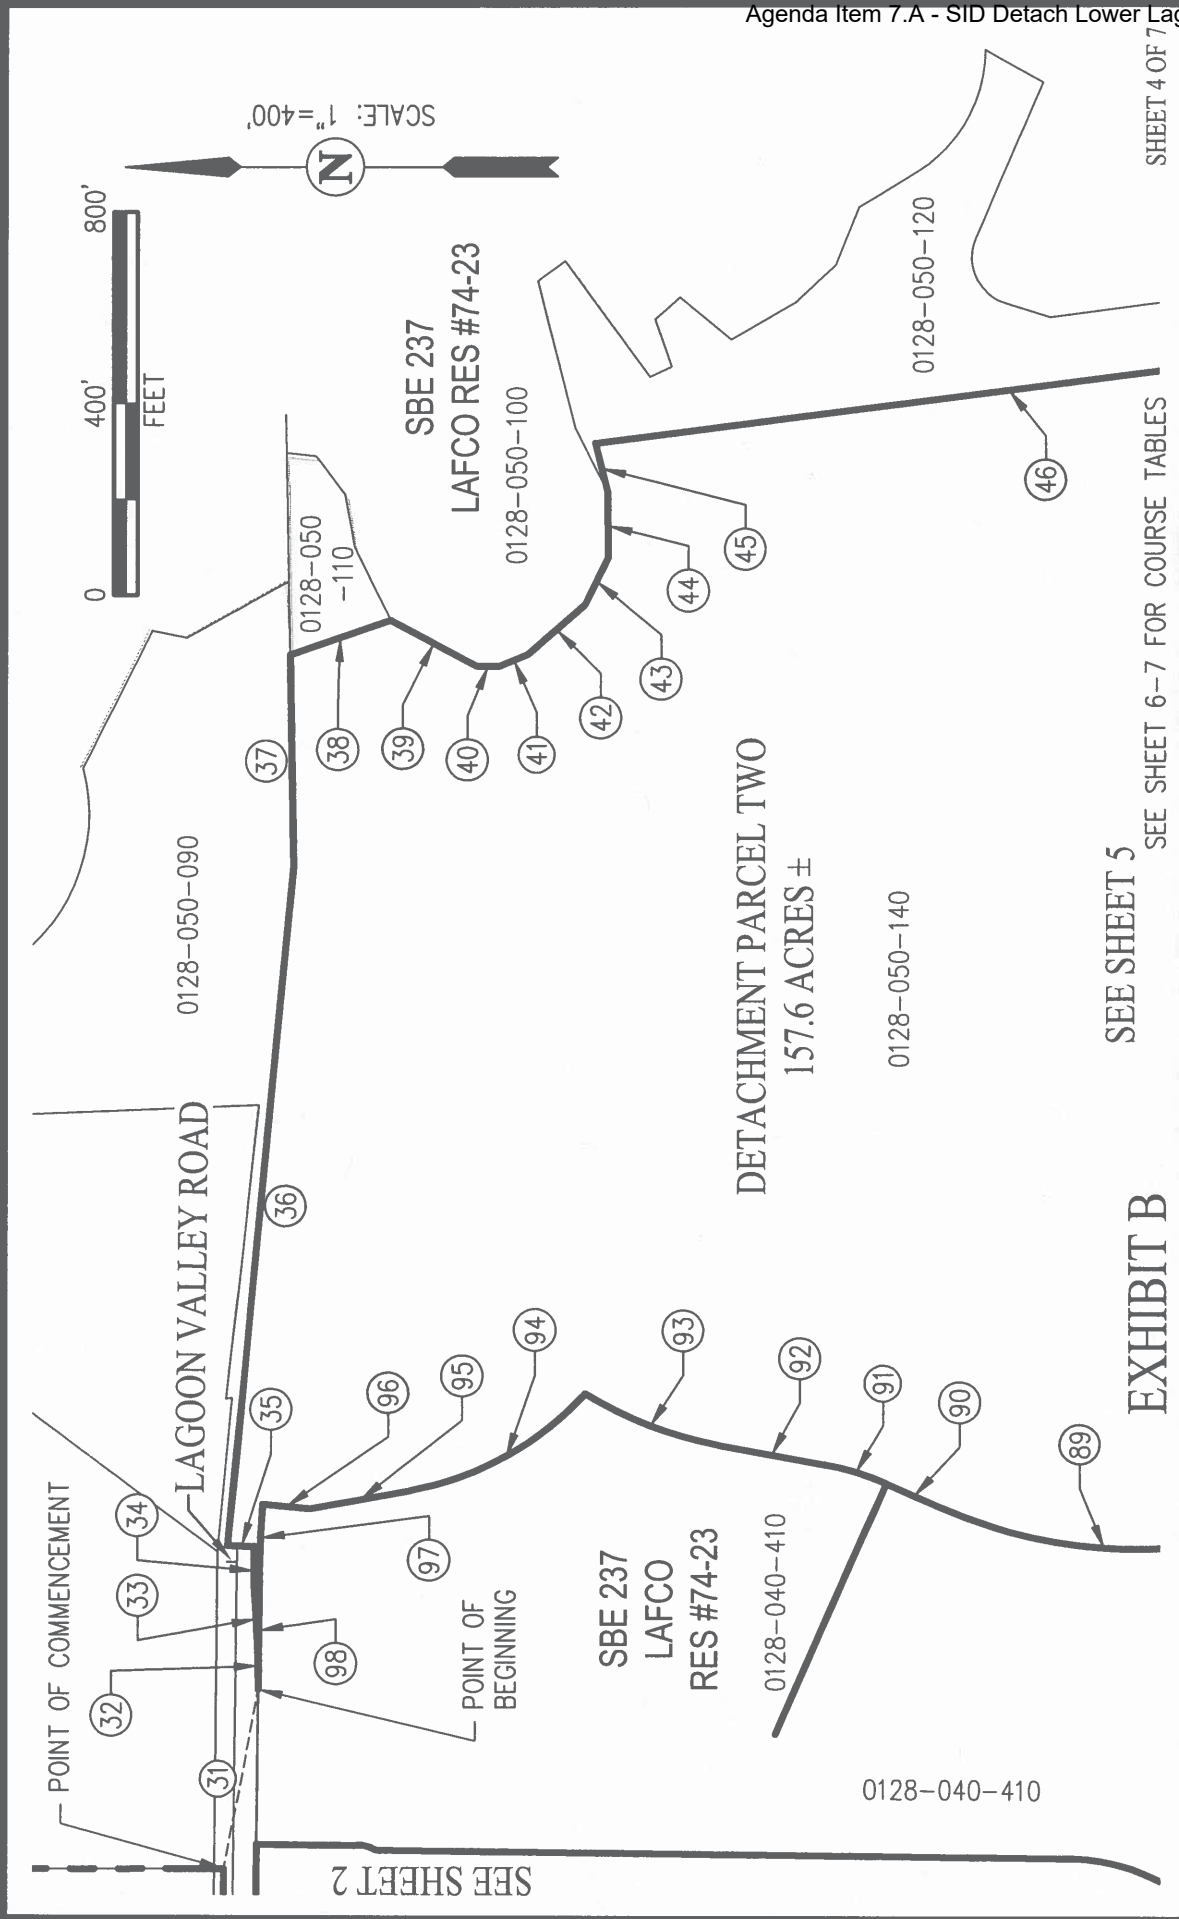 Agenda Item 7.A - SID Detach Lower Lag
SHEET 4 OF 7
SCALE: 1"=400'
N
0
400'
800'
FEET
POINT OF COMMENCEMENT
LAGOON VALLEY ROAD
0128-050-090
0128-050
-110
SBE 237
LAFCO RES #74-23
0128-050-100
0128-050-120
31
32
33
34
35
36
37
38
39
40
41
42
43
44
45
46
POINT OF
BEGINNING
98
97
96
95
94
93
92
91
90
89
SBE 237
LAFCO
RES #74-23
0128-040-410
0128-040-410
DETACHMENT PARCEL TWO
157.6 ACRES ±
0128-050-140
SEE SHEET 2
SEE SHEET 5
SEE SHEET 6-7 FOR COURSE TABLES
EXHIBIT B